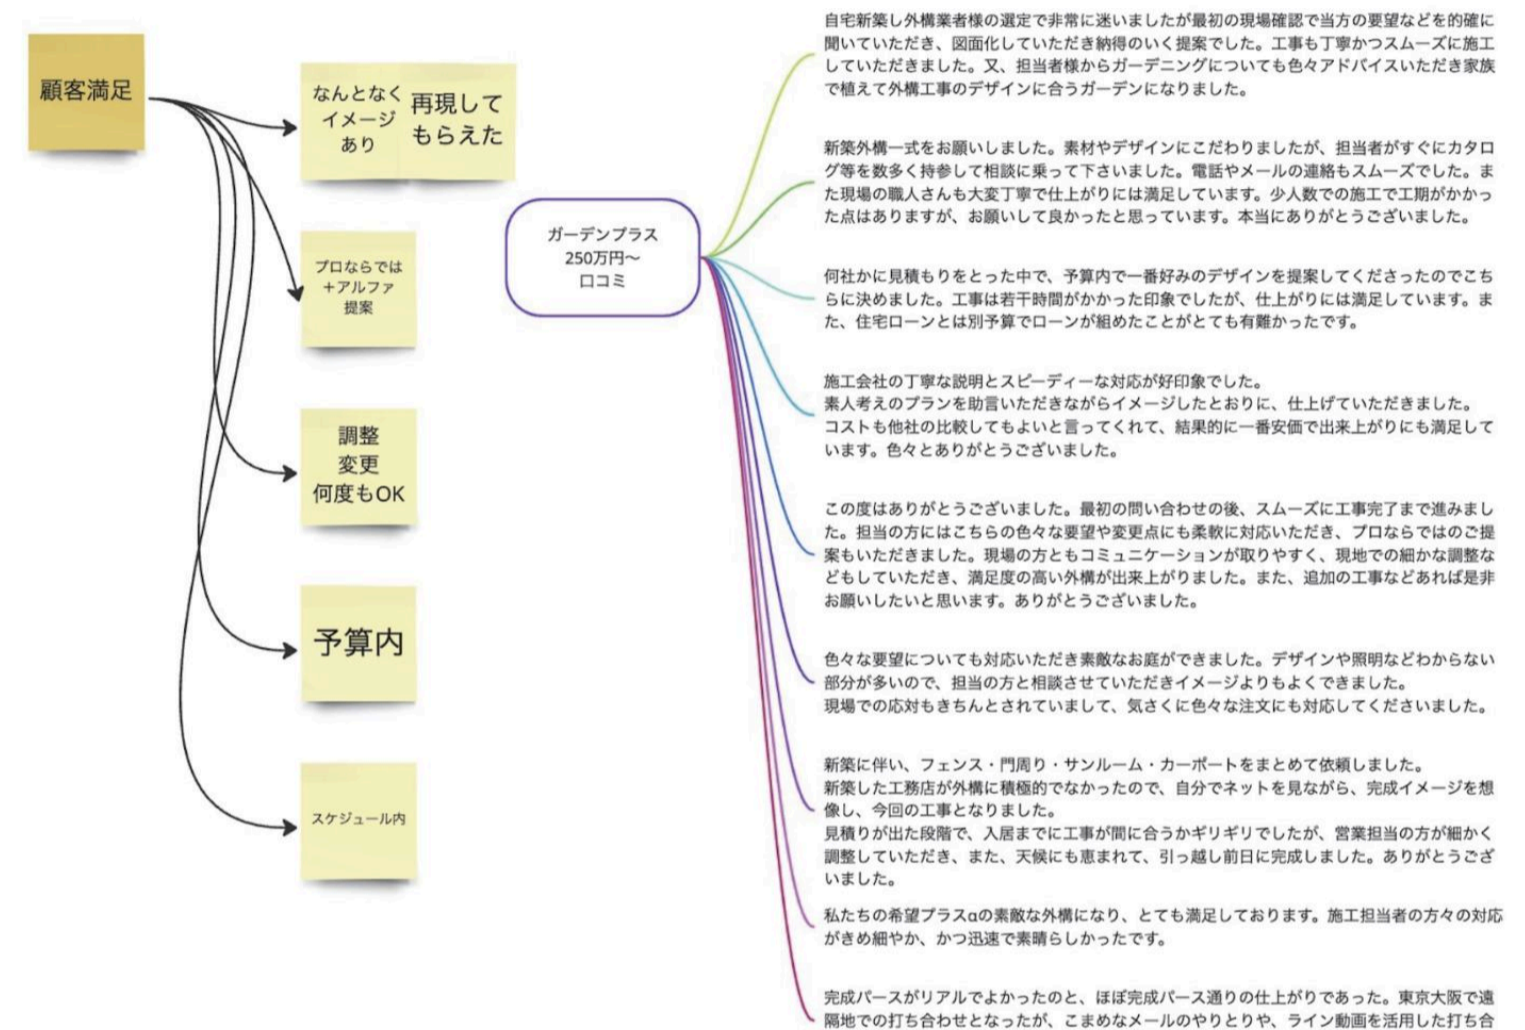 顧客満足
なんとなく
イメージ
あり
再現して
もらえた
プロならでは
＋アルファ
提案
調整
変更
何度もOK
予算内
スケジュール内
ガーデンプラス
250万円〜
口コミ
自宅新築し外構業者様の選定で非常に迷いましたが最初の現場確認で当方の要望などを的確に
聞いていただき、図面化していただき納得のいく提案でした。工事も丁寧かつスムーズに施工
していただきました。又、担当者様からガーデニングについても色々アドバイスいただき家族
で植えて外構工事のデザインに合うガーデンになりました。
新築外構一式をお願いしました。素材やデザインにこだわりましたが、担当者がすぐにカタロ
グ等を数多く持参して相談に乗って下さいました。電話やメールの連絡もスムーズでした。ま
た現場の職人さんも大変丁寧で仕上がりには満足しています。少人数での施工で工期がかかっ
た点はありますが、お願いして良かったと思っています。本当にありがとうございました。
何社かに見積もりをとった中で、予算内で一番好みのデザインを提案してくださったのでこち
らに決めました。工事は若干時間がかかった印象でしたが、仕上がりには満足しています。ま
た、住宅ローンとは別予算でローンが組めたことがとても有難かったです。
施工会社の丁寧な説明とスピーディーな対応が好印象でした。
素人考えのプランを助言いただきながらイメージしたとおりに、仕上げていただきました。
コストも他社の比較してもよいと言ってくれて、結果的に一番安価で出来上がりにも満足して
います。色々とありがとうございました。
この度はありがとうございました。最初の問い合わせの後、スムーズに工事完了まで進みまし
た。担当の方にはこちらの色々な要望や変更点にも柔軟に対応いただき、プロならではのご提
案もいただきました。現場の方ともコミュニケーションが取りやすく、現地での細かな調整な
どもしていただき、満足度の高い外構が出来上がりました。また、追加の工事などあれば是非
お願いしたいと思います。ありがとうございました。
色々な要望についても対応いただき素敵なお庭ができました。デザインや照明などわからない
部分が多いので、担当の方と相談させていただきイメージよりもよくできました。
現場での応対もきちんとされていまして、気さくに色々な注文にも対応してくださいました。
新築に伴い、フェンス・門周り・サンルーム・カーポートをまとめて依頼しました。
新築した工務店が外構に積極的でなかったので、自分でネットを見ながら、完成イメージを想
像し、今回の工事となりました。
見積りが出た段階で、入居までに工事が間に合うかギリギリでしたが、営業担当の方が細かく
調整していただき、また、天候にも恵まれて、引っ越し前日に完成しました。ありがとうござ
いました。
私たちの希望プラスαの素敵な外構になり、とても満足しております。施工担当者の方々の対応
がきめ細やか、かつ迅速で素晴らしかったです。
完成パースがリアルでよかったのと、ほぼ完成パース通りの仕上がりであった。東京大阪で遠
隔地での打ち合わせとなったが、こまめなメールのやりとりや、ライン動画を活用した打ち合